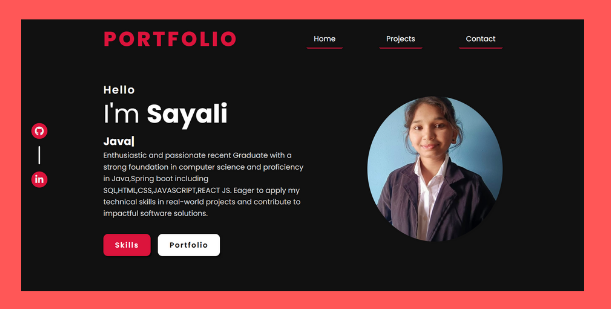 PORTFOLIO
Home
Projects
Contact
Hello
I'm Sayali
Java|
Enthusiastic and passionate recent Graduate with a
strong foundation in computer science and proficiency
in Java,Spring boot including
SQL,HTML,CSS,JAVASCRIPT,REACT JS. Eager to apply my
technical skills in real-world projects and contribute to
impactful software solutions.
in
Skills
Portfolio